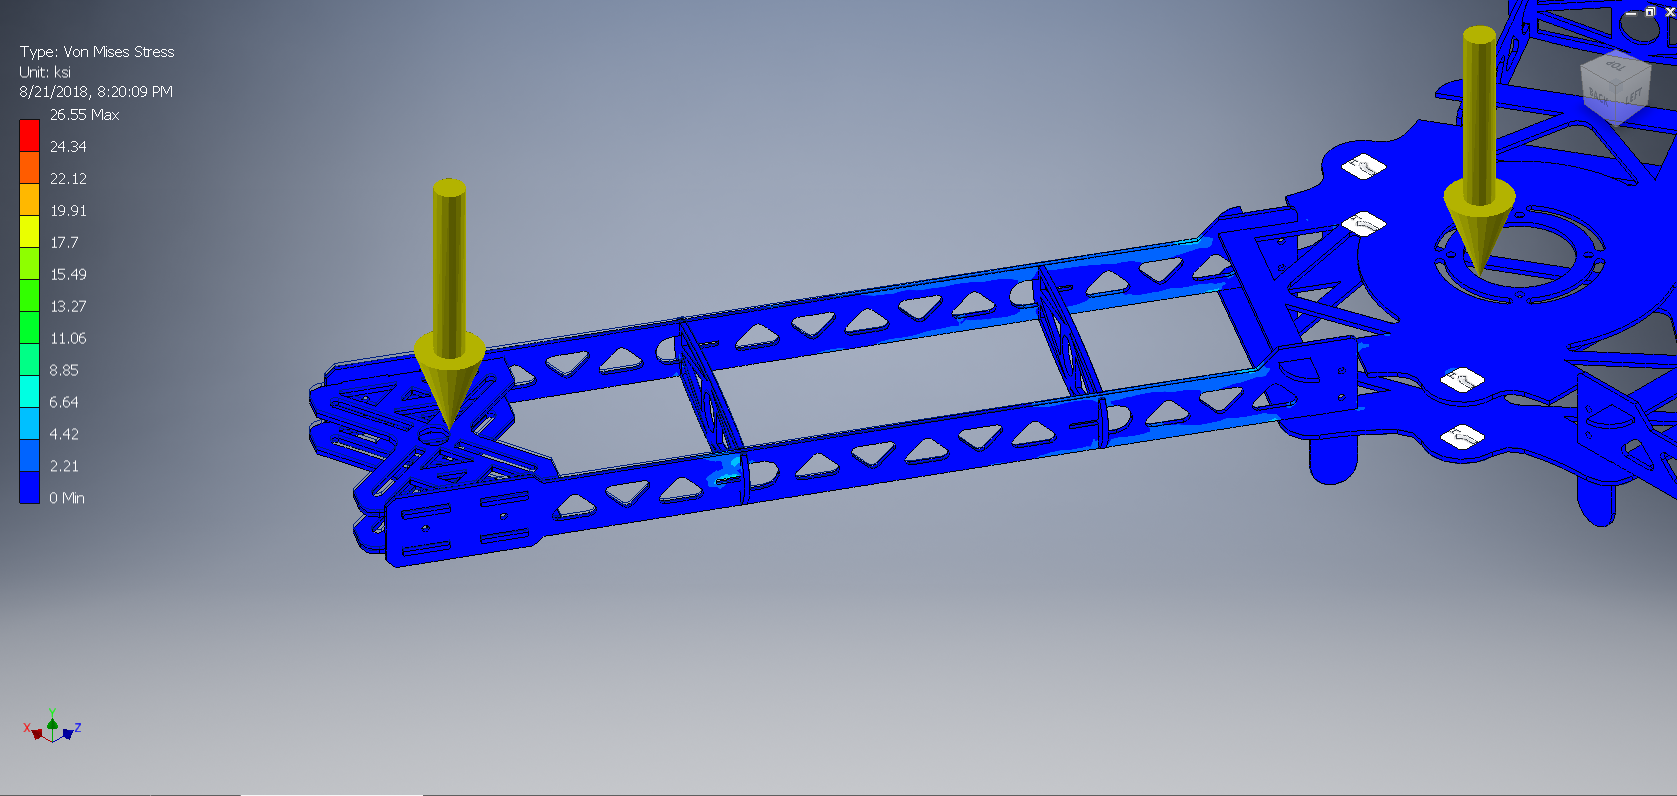 Type: Von Mises Stress
Unit: ksi
8/21/2018, 8:20:09 PM
26.55 Max
24.34
22.12
19.91
17.7
15.49
13.27
11.06
8.85
6.64
4.42
2.21
0 Min
TOP
BACK
LEFT
Y
X
Z